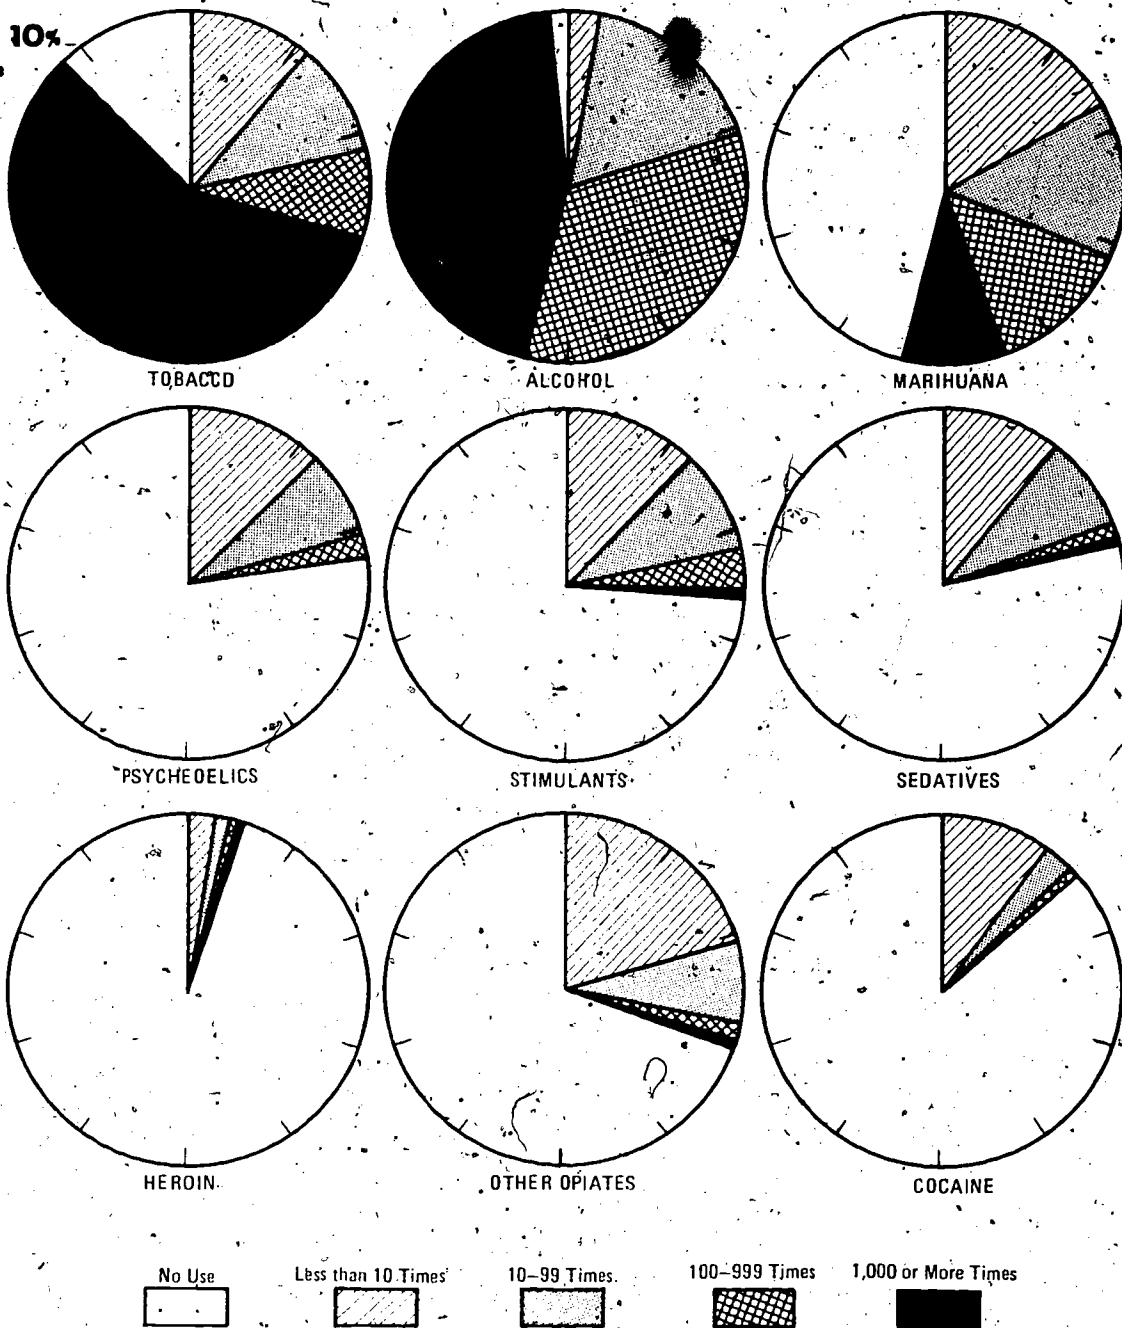 10%
TOBACCO ALCOHOL MARIHUANA
PSYCHEDELICS STIMULANTS SEDATIVES
HEROIN OTHER OPIATES COCAINE
No Use Less than 10 Times 10–99 Times 100–999 Times 1,000 or More Times